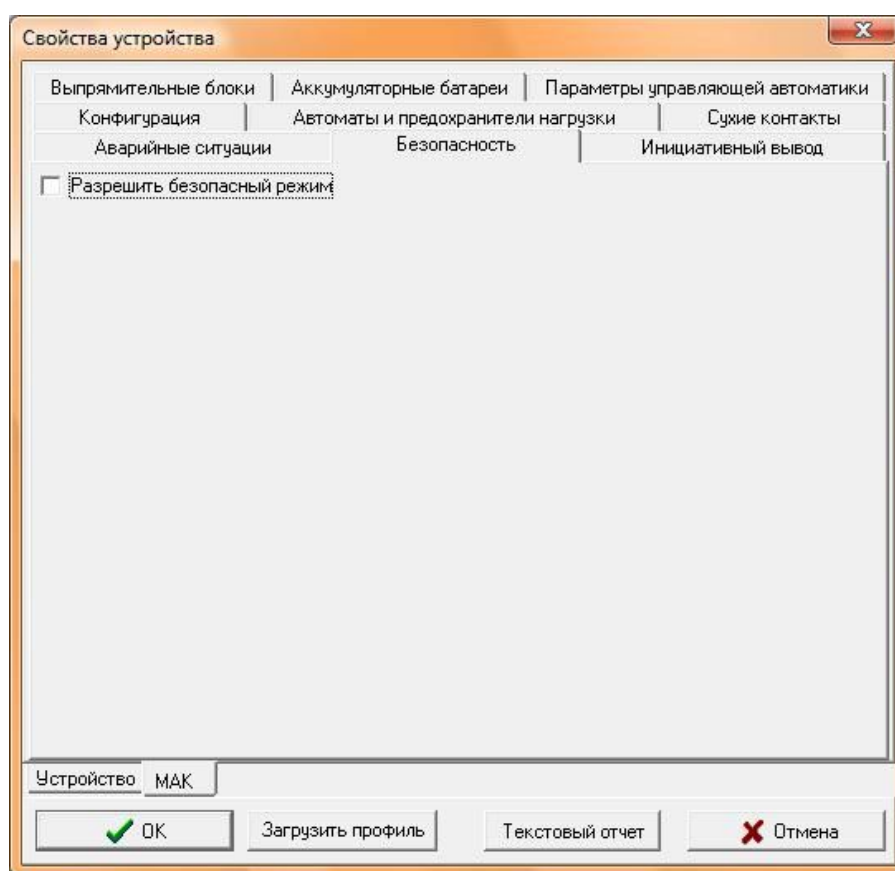 Свойства устройства
Выпрямительные блоки Аккумуляторные батареи Параметры управляющей автоматики
Конфигурация Автоматы и предохранители нагрузки Сухие контакты
Аварийные ситуации Безопасность Инициативный вывод
Разрешить безопасный режим
Устройство МАК
OK Загрузить профиль Текстовый отчет Отмена